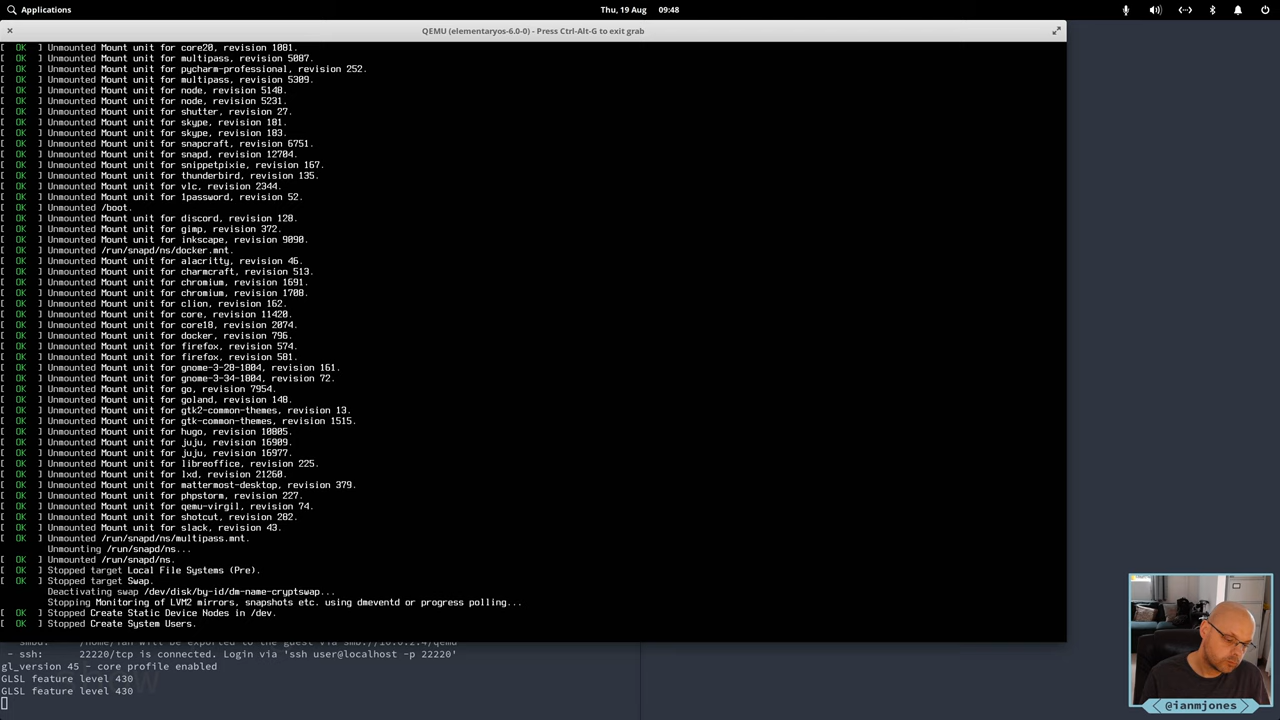 Applications
Thu, 19 Aug 09:48
QEMU (elementaryos-6.0-0) - Press Ctrl-Alt-G to exit grab
[ OK ] Unmounted Mount unit for core20, revision 1081.
[ OK ] Unmounted Mount unit for multipass, revision 5087.
[ OK ] Unmounted Mount unit for pycharm-professional, revision 252.
[ OK ] Unmounted Mount unit for multipass, revision 5309.
[ OK ] Unmounted Mount unit for node, revision 5148.
[ OK ] Unmounted Mount unit for node, revision 5231.
[ OK ] Unmounted Mount unit for shutter, revision 27.
[ OK ] Unmounted Mount unit for skype, revision 181.
[ OK ] Unmounted Mount unit for skype, revision 183.
[ OK ] Unmounted Mount unit for snapcraft, revision 6751.
[ OK ] Unmounted Mount unit for snapd, revision 12704.
[ OK ] Unmounted Mount unit for snippetpixie, revision 167.
[ OK ] Unmounted Mount unit for thunderbird, revision 135.
[ OK ] Unmounted Mount unit for vlc, revision 2344.
[ OK ] Unmounted Mount unit for 1password, revision 52.
[ OK ] Unmounted /boot.
[ OK ] Unmounted Mount unit for discord, revision 128.
[ OK ] Unmounted Mount unit for gimp, revision 372.
[ OK ] Unmounted Mount unit for inkscape, revision 9090.
[ OK ] Unmounted /run/snapd/ns/docker.mnt.
[ OK ] Unmounted Mount unit for alacritty, revision 46.
[ OK ] Unmounted Mount unit for charmcraft, revision 513.
[ OK ] Unmounted Mount unit for chromium, revision 1691.
[ OK ] Unmounted Mount unit for chromium, revision 1708.
[ OK ] Unmounted Mount unit for clion, revision 162.
[ OK ] Unmounted Mount unit for core, revision 11420.
[ OK ] Unmounted Mount unit for core18, revision 2074.
[ OK ] Unmounted Mount unit for docker, revision 796.
[ OK ] Unmounted Mount unit for firefox, revision 574.
[ OK ] Unmounted Mount unit for firefox, revision 581.
[ OK ] Unmounted Mount unit for gnome-3-28-1804, revision 161.
[ OK ] Unmounted Mount unit for gnome-3-34-1804, revision 72.
[ OK ] Unmounted Mount unit for go, revision 7954.
[ OK ] Unmounted Mount unit for goland, revision 148.
[ OK ] Unmounted Mount unit for gtk2-common-themes, revision 13.
[ OK ] Unmounted Mount unit for gtk-common-themes, revision 1515.
[ OK ] Unmounted Mount unit for hugo, revision 10805.
[ OK ] Unmounted Mount unit for juju, revision 16909.
[ OK ] Unmounted Mount unit for juju, revision 16977.
[ OK ] Unmounted Mount unit for libreoffice, revision 225.
[ OK ] Unmounted Mount unit for lxd, revision 21260.
[ OK ] Unmounted Mount unit for mattermost-desktop, revision 379.
[ OK ] Unmounted Mount unit for phpstorm, revision 227.
[ OK ] Unmounted Mount unit for qemu-virgil, revision 74.
[ OK ] Unmounted Mount unit for shotcut, revision 282.
[ OK ] Unmounted Mount unit for slack, revision 43.
[ OK ] Unmounted /run/snapd/ns/multipass.mnt.
Unmounting /run/snapd/ns...
[ OK ] Unmounted /run/snapd/ns.
[ OK ] Stopped target Local File Systems (Pre).
[ OK ] Stopped target Swap.
Deactivating swap /dev/disk/by-id/dm-name-cryptswap...
Stopping Monitoring of LVM2 mirrors, snapshots etc. using dmeventd or progress polling...
[ OK ] Stopped Create Static Device Nodes in /dev.
[ OK ] Stopped Create System Users.
- ssh: 22220/tcp is connected. Login via 'ssh user@localhost -p 22220'
gl_version 45 - core profile enabled
GLSL feature level 430
GLSL feature level 430
@ianmjones